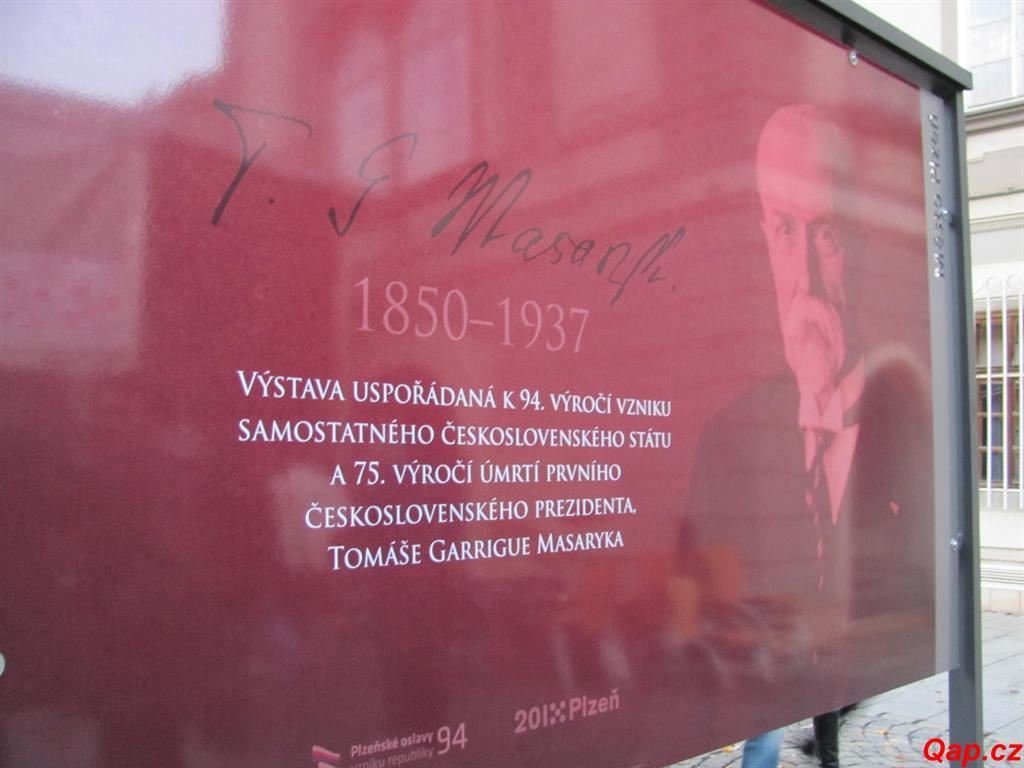 T. G Masaryk.
1850–1937
VÝSTAVA USPOŘÁDANÁ K 94. VÝROČÍ VZNIKU
SAMOSTATNÉHO ČESKOSLOVENSKÉHO STÁTU
A 75. VÝROČÍ ÚMRTÍ PRVNÍHO
ČESKOSLOVENSKÉHO PREZIDENTA,
TOMÁŠE GARRIGUE MASARYKA
Plzeňské oslavy
vzniku republiky 94
201 Plzeň
Qap.cz